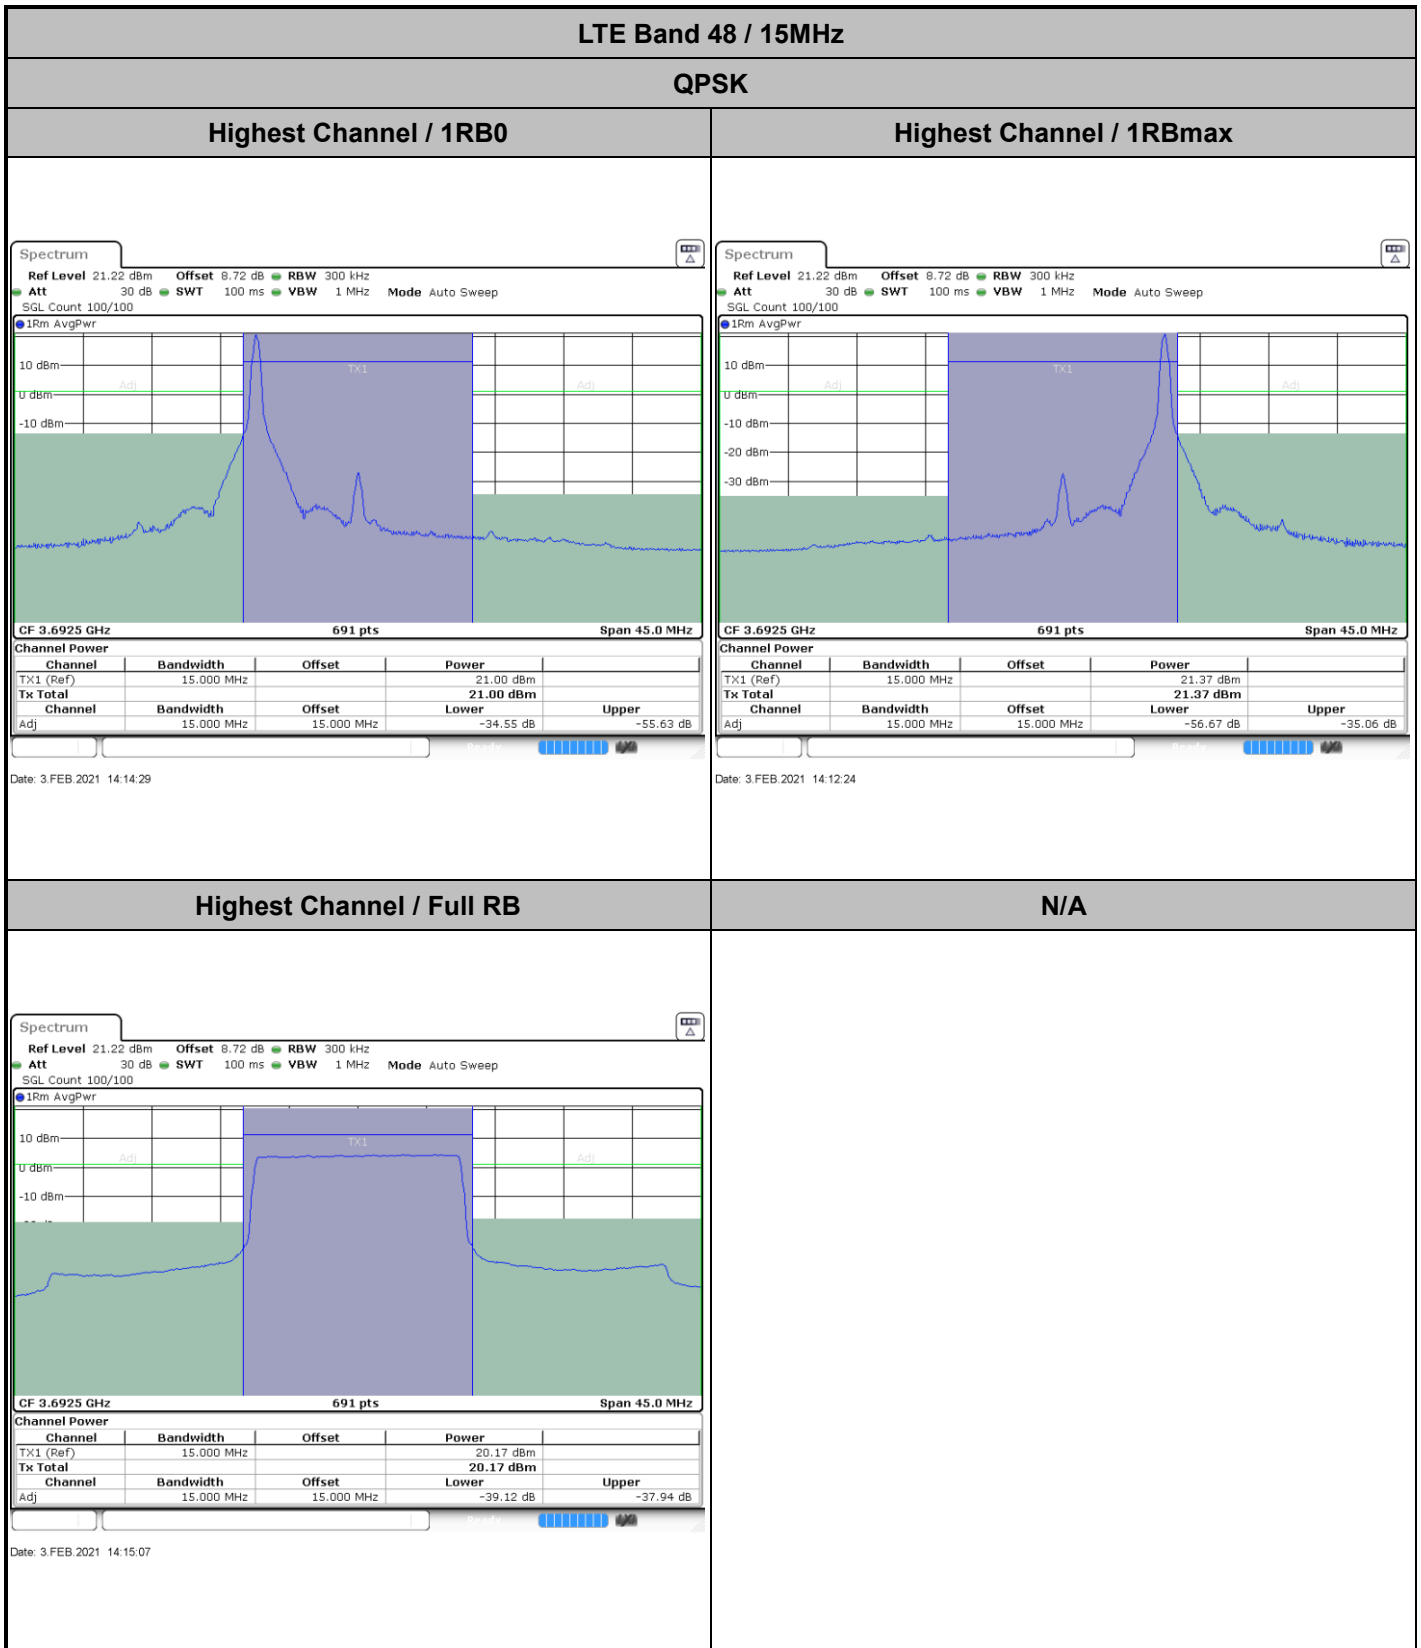 LTE Band 48 / 15MHz
QPSK
Highest Channel / 1RB0
Highest Channel / 1RBmax
Spectrum
Ref Level 21.22 dBm Offset 8.72 dB RBW 300 kHz
Att 30 dB SWT 100 ms VBW 1 MHz Mode Auto Sweep
SGL Count 100/100
1Rm AvgPwr
10 dBm
TX1
Adj
Adj
0 dBm
-10 dBm
CF 3.6925 GHz 691 pts Span 45.0 MHz
Channel Power
Channel Bandwidth Offset Power
TX1 (Ref) 15.000 MHz 21.00 dBm
Tx Total 21.00 dBm
Channel Bandwidth Offset Lower Upper
Adj 15.000 MHz 15.000 MHz -34.55 dB -55.63 dB
Ready
Date: 3.FEB.2021 14:14:29
Spectrum
Ref Level 21.22 dBm Offset 8.72 dB RBW 300 kHz
Att 30 dB SWT 100 ms VBW 1 MHz Mode Auto Sweep
SGL Count 100/100
1Rm AvgPwr
10 dBm
TX1
Adj
Adj
0 dBm
-10 dBm
-20 dBm
-30 dBm
CF 3.6925 GHz 691 pts Span 45.0 MHz
Channel Power
Channel Bandwidth Offset Power
TX1 (Ref) 15.000 MHz 21.37 dBm
Tx Total 21.37 dBm
Channel Bandwidth Offset Lower Upper
Adj 15.000 MHz 15.000 MHz -56.67 dB -35.06 dB
Ready
Date: 3.FEB.2021 14:12:24
Highest Channel / Full RB
N/A
Spectrum
Ref Level 21.22 dBm Offset 8.72 dB RBW 300 kHz
Att 30 dB SWT 100 ms VBW 1 MHz Mode Auto Sweep
SGL Count 100/100
1Rm AvgPwr
10 dBm
TX1
Adj
Adj
0 dBm
-10 dBm
CF 3.6925 GHz 691 pts Span 45.0 MHz
Channel Power
Channel Bandwidth Offset Power
TX1 (Ref) 15.000 MHz 20.17 dBm
Tx Total 20.17 dBm
Channel Bandwidth Offset Lower Upper
Adj 15.000 MHz 15.000 MHz -39.12 dB -37.94 dB
Ready
Date: 3.FEB.2021 14:15:07